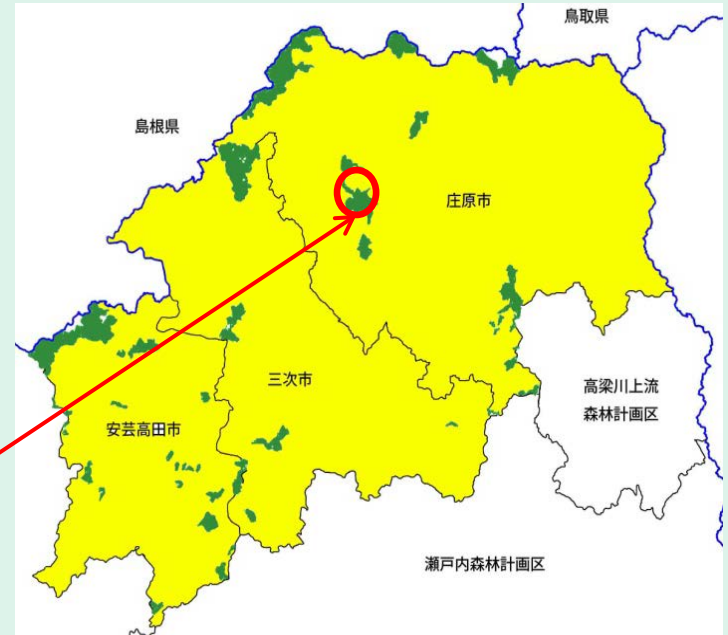 鳥取県
島根県
庄原市
三次市
高梁川上流
森林計画区
安芸高田市
瀬戸内森林計画区